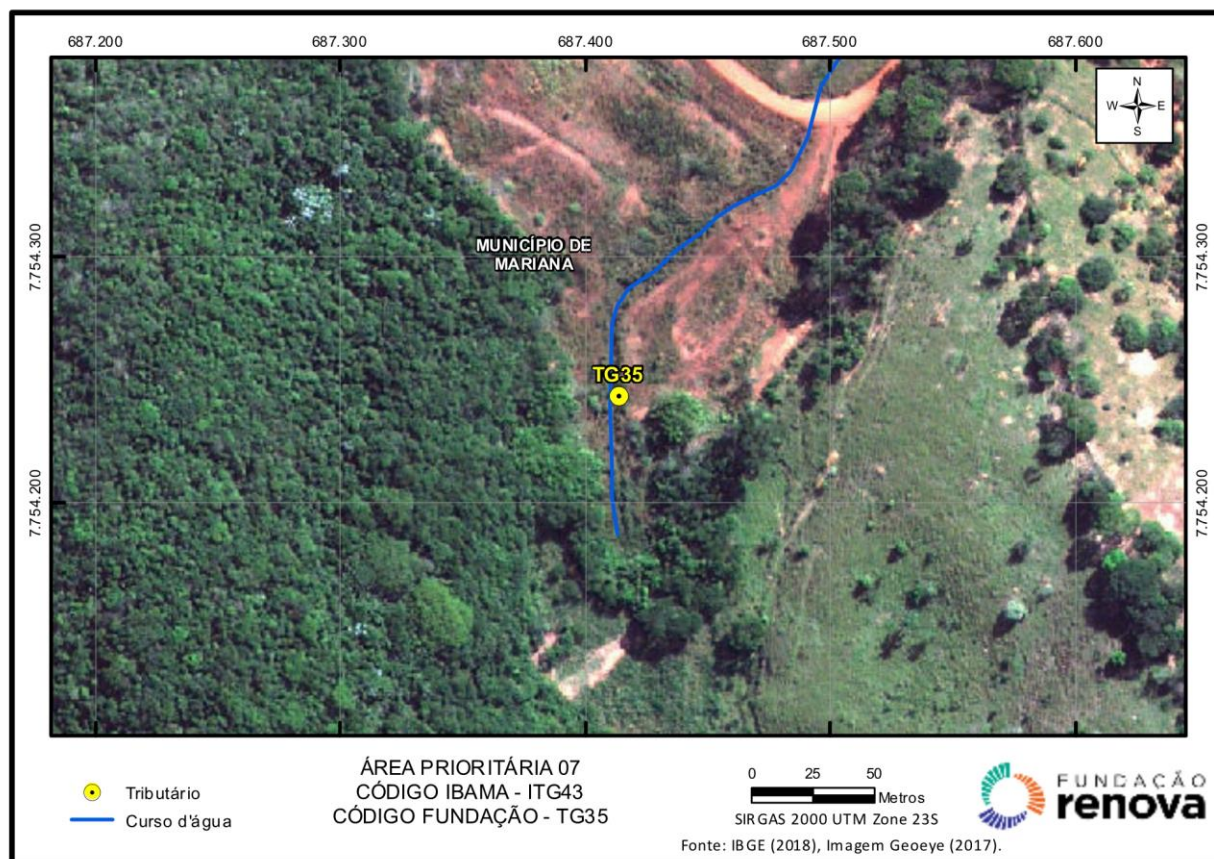 687.200 687.300 687.400 687.500 687.600
N
W E
S
7.754.300
MUNICÍPIO DE
MARIANA
7.754.300
TG35
7.754.200
7.754.200
Tributário
Curso d'água
ÁREA PRIORITÁRIA 07
CÓDIGO IBAMA - ITG43
CÓDIGO FUNDAÇÃO - TG35
0 25 50
Metros
SIRGAS 2000 UTM Zone 23S
Fonte: IBGE (2018), Imagem Geoeye (2017).
FUNDAÇÃO
renova